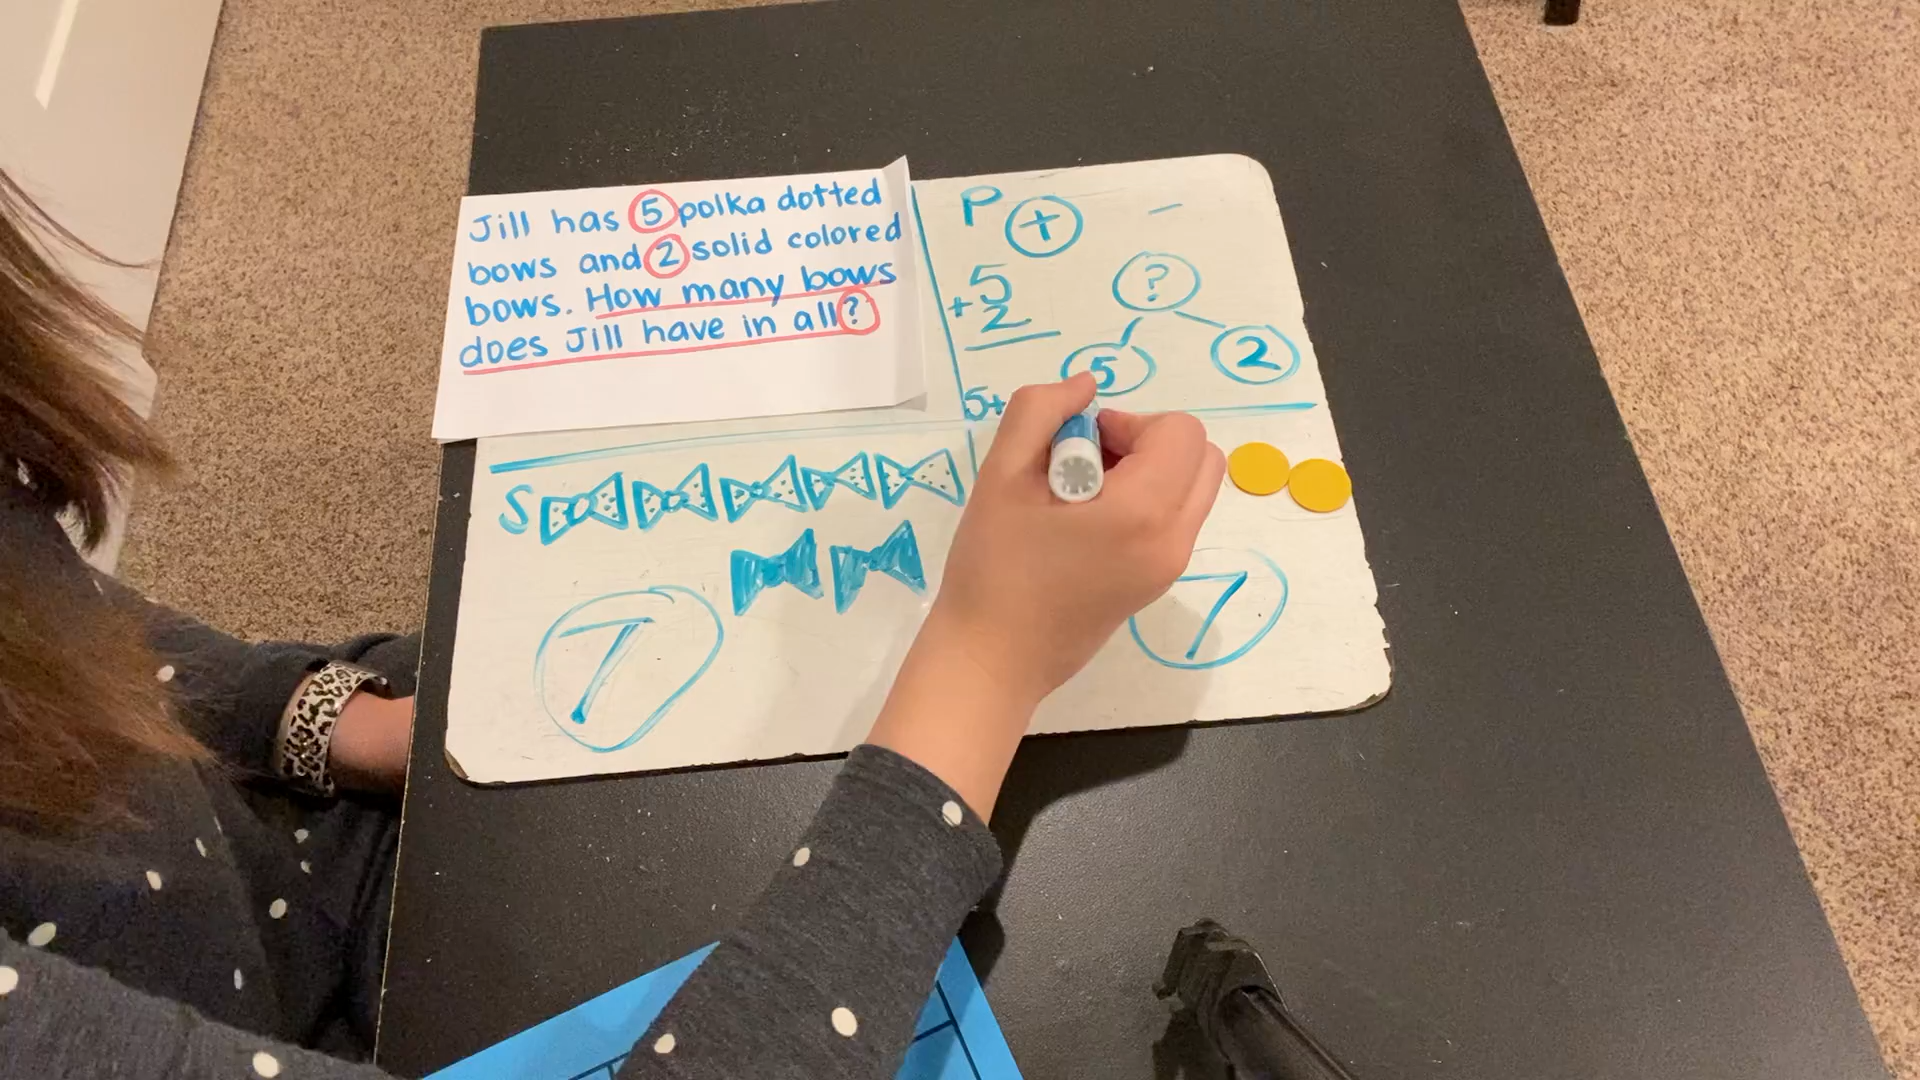 Jill has 5 polka dotted
bows and 2 solid colored
bows. How many bows
does Jill have in all?
P + -
5
+ 2
?
5 2
5+
S
7
7